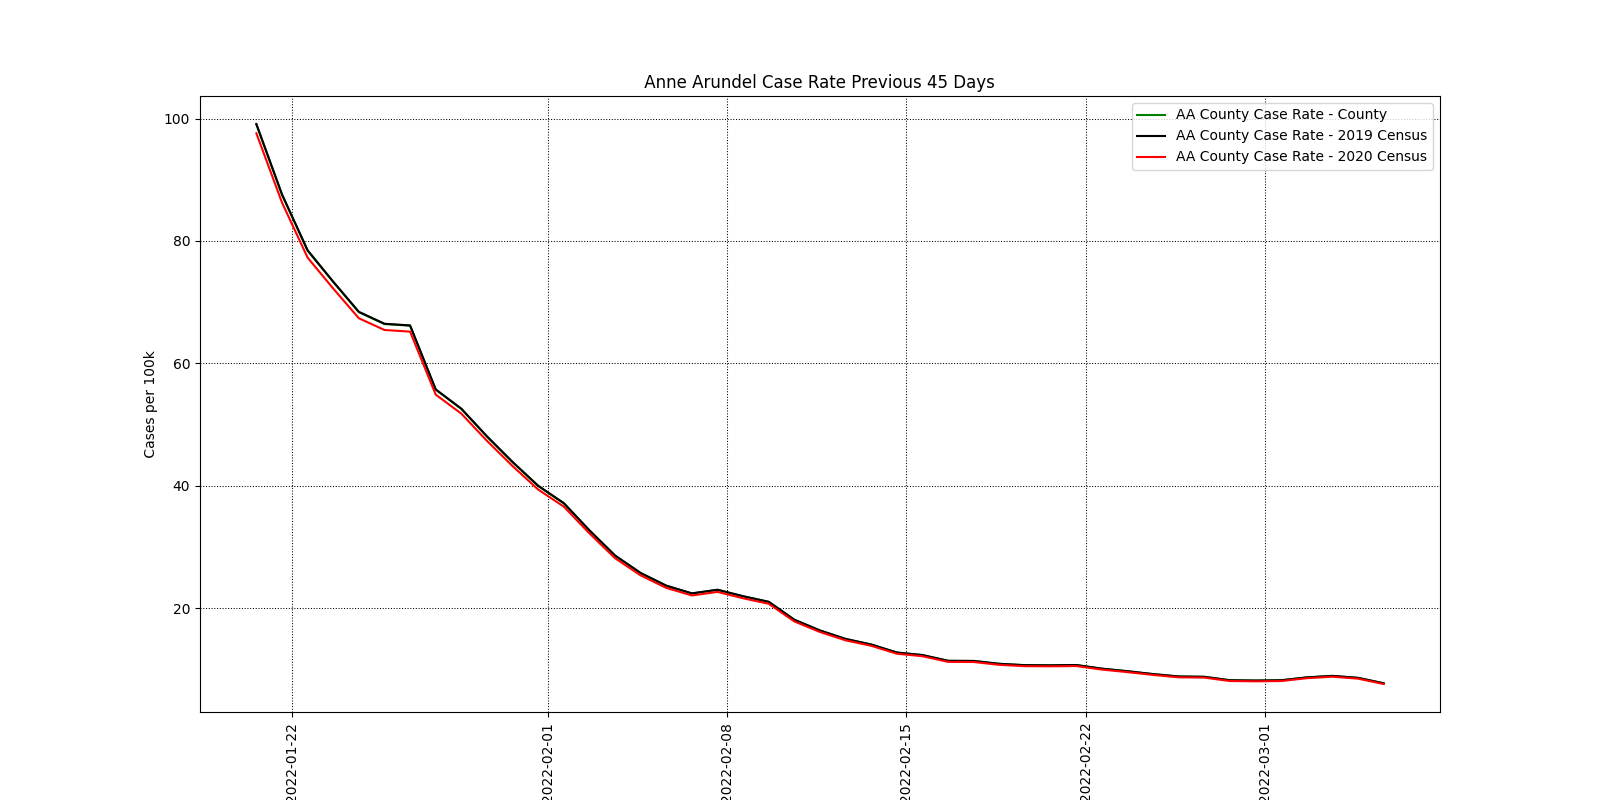 Anne Arundel Case Rate Previous 45 Days
AA County Case Rate - County
AA County Case Rate - 2019 Census
AA County Case Rate - 2020 Census
Cases per 100k
100
80
60
40
20
2022-01-22
2022-02-01
2022-02-08
2022-02-15
2022-02-22
2022-03-01